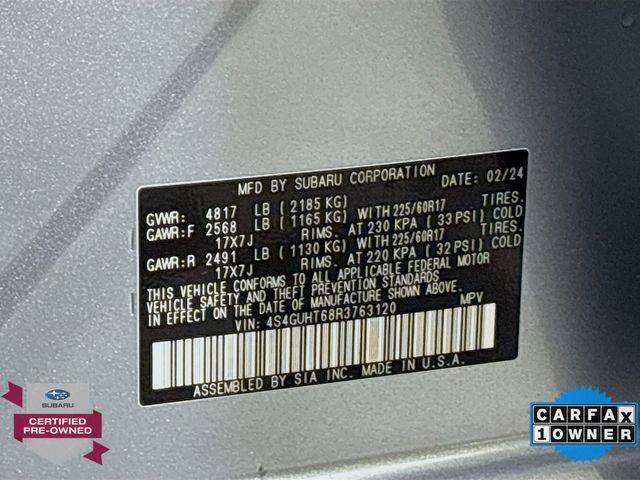 MFD BY SUBARU CORPORATION DATE: 02/24
GVWR: 4817 LB ( 2185 KG)
GAWR:F 2568 LB ( 1165 KG) WITH 225/60R17 TIRES.
17X7J RIMS. AT 230 KPA ( 33 PSI) COLD
GAWR:R 2491 LB ( 1130 KG) WITH 225/60R17 TIRES.
17X7J RIMS. AT 220 KPA ( 32 PSI) COLD
THIS VEHICLE CONFORMS TO ALL APPLICABLE FEDERAL MOTOR
VEHICLE SAFETY AND THEFT PREVENTION STANDARDS
IN EFFECT ON THE DATE OF MANUFACTURE SHOWN ABOVE.
VIN: 4S4GUHT68R3763120 MPV
ASSEMBLED BY SIA INC. MADE IN U.S.A.
SUBARU
CERTIFIED
PRE-OWNED
CARFAX
1 OWNER